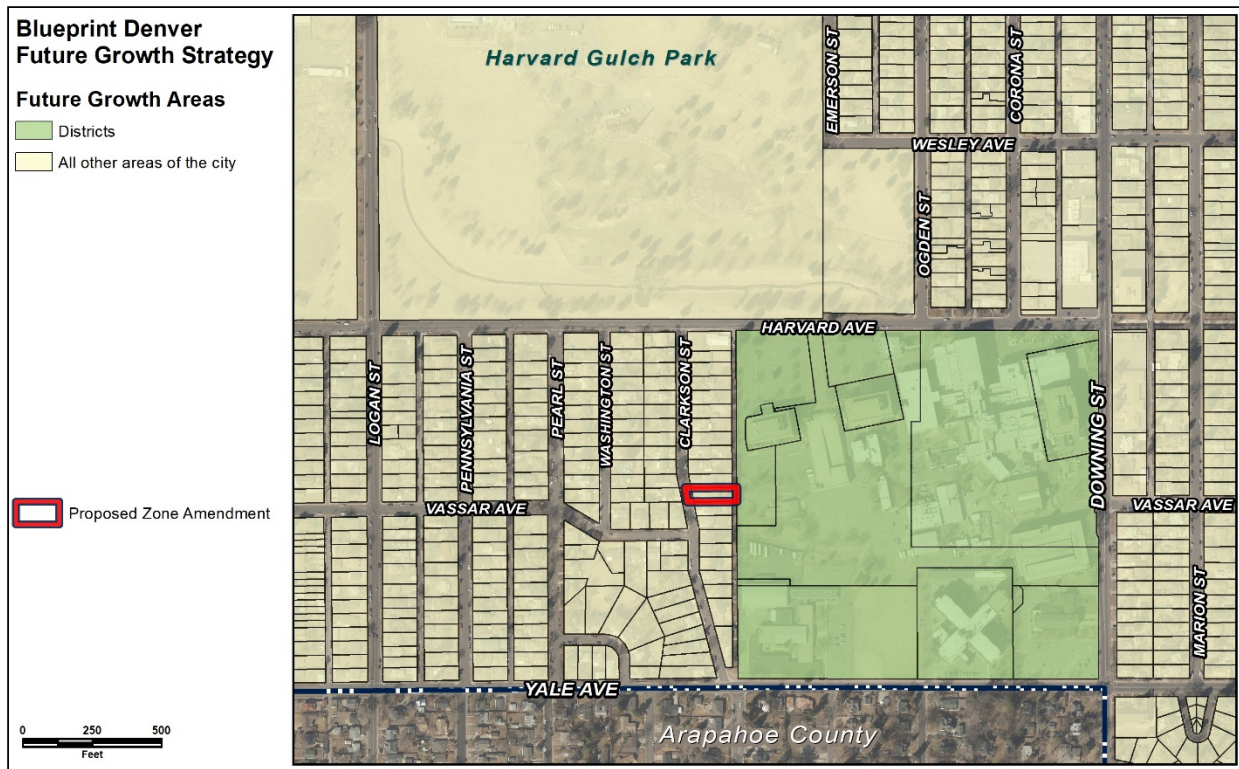 Blueprint Denver
Future Growth Strategy
Future Growth Areas
Districts
All other areas of the city
Proposed Zone Amendment
0 250 500
Feet
Harvard Gulch Park
EMERSON ST
CORONA ST
WESLEY AVE
OGDEN ST
HARVARD AVE
LOGAN ST
PENNSYLVANIA ST
PEARL ST
WASHINGTON ST
CLARKSON ST
DOWNING ST
VASSAR AVE
VASSAR AVE
MARION ST
YALE AVE
Arapahoe County